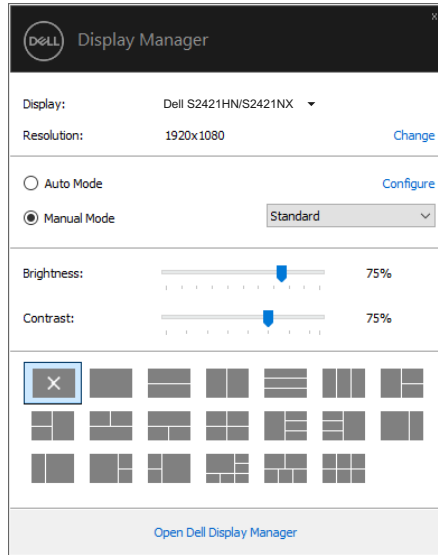 DELL Display Manager x
Display: Dell S2421HN/S2421NX
Resolution: 1920x1080 Change
Auto Mode Configure
Manual Mode Standard
Brightness: 75%
Contrast: 75%
Open Dell Display Manager